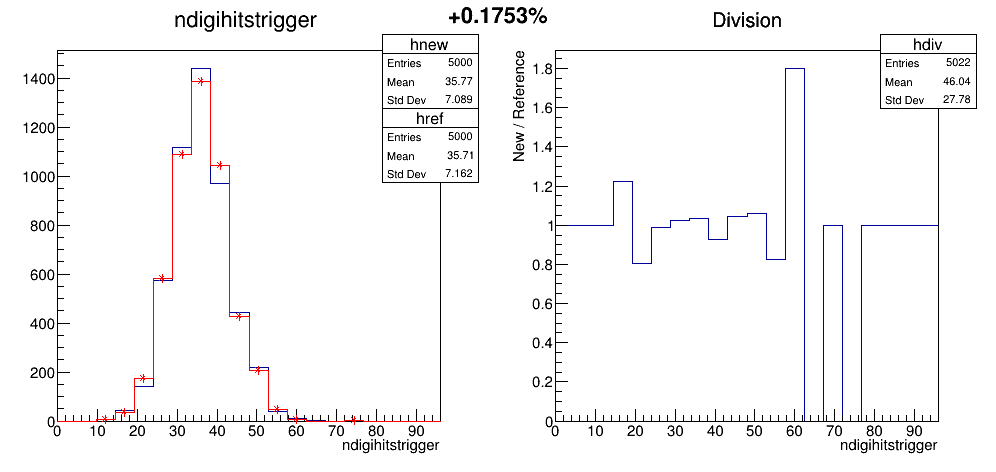 +0.1753%
ndigihitstrigger
hnew
Entries 5000
Mean 35.77
Std Dev 7.089
href
Entries 5000
Mean 35.71
Std Dev 7.162
1400
1200
1000
800
600
400
200
0
0 10 20 30 40 50 60 70 80 90
ndigihitstrigger
Division
hdiv
Entries 5022
Mean 46.04
Std Dev 27.78
New / Reference
1.8
1.6
1.4
1.2
1
0.8
0.6
0.4
0.2
0
0 10 20 30 40 50 60 70 80 90
ndigihitstrigger